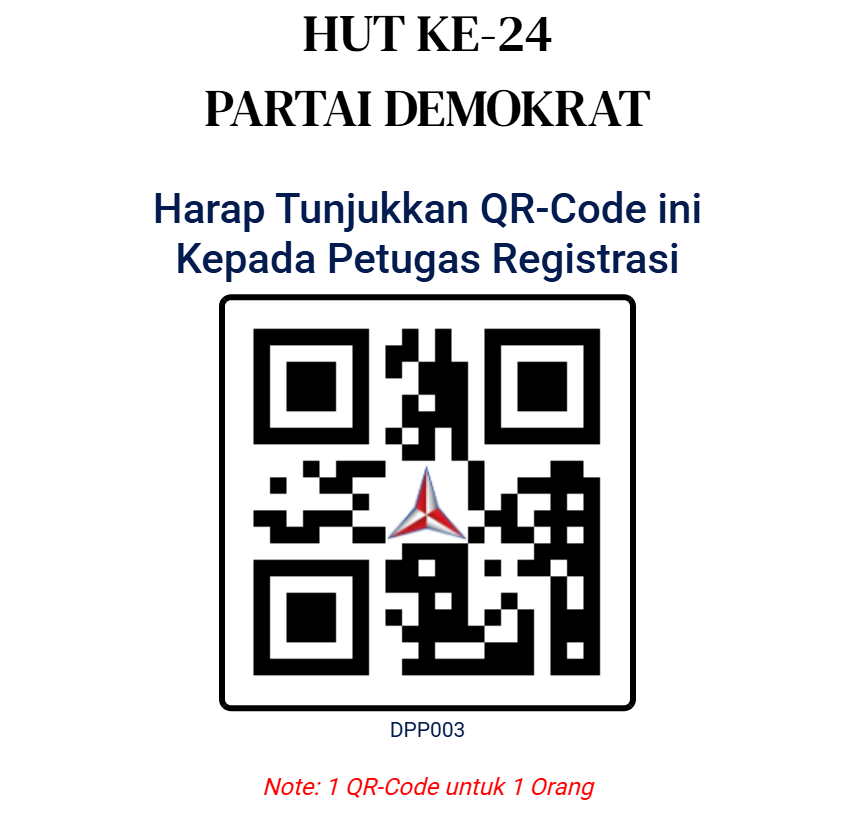 HUT KE-24
PARTAI DEMOKRAT
Harap Tunjukkan QR-Code ini
Kepada Petugas Registrasi
DPP003
Note: 1 QR-Code untuk 1 Orang